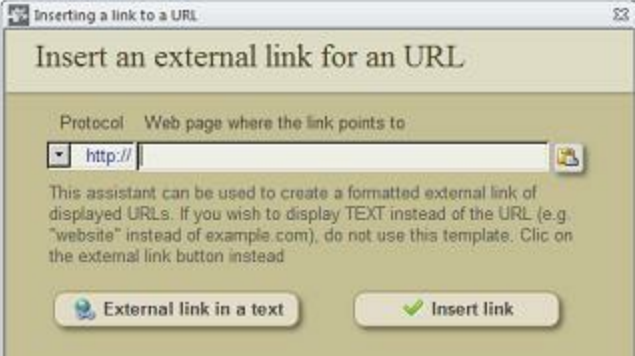 Inserting a link to a URL
Insert an external link for an URL
Protocol Web page where the link points to
http://
This assistant can be used to create a formatted external link of
displayed URLs. If you wish to display TEXT instead of the URL (e.g.
"website" instead of example.com), do not use this template. Clic on
the external link button instead
External link in a text
Insert link